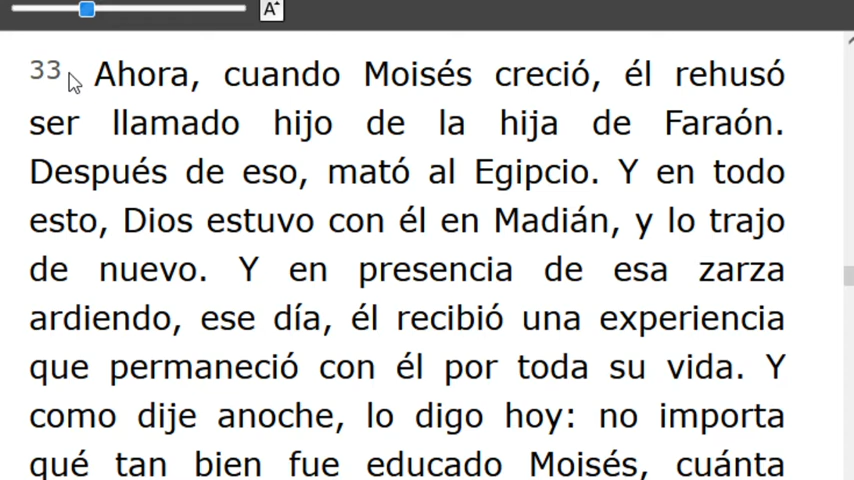 A
33 Ahora, cuando Moisés creció, él rehusó
ser llamado hijo de la hija de Faraón.
Después de eso, mató al Egipcio. Y en todo
esto, Dios estuvo con él en Madián, y lo trajo
de nuevo. Y en presencia de esa zarza
ardiendo, ese día, él recibió una experiencia
que permaneció con él por toda su vida. Y
como dije anoche, lo digo hoy: no importa
qué tan bien fue educado Moisés, cuánta